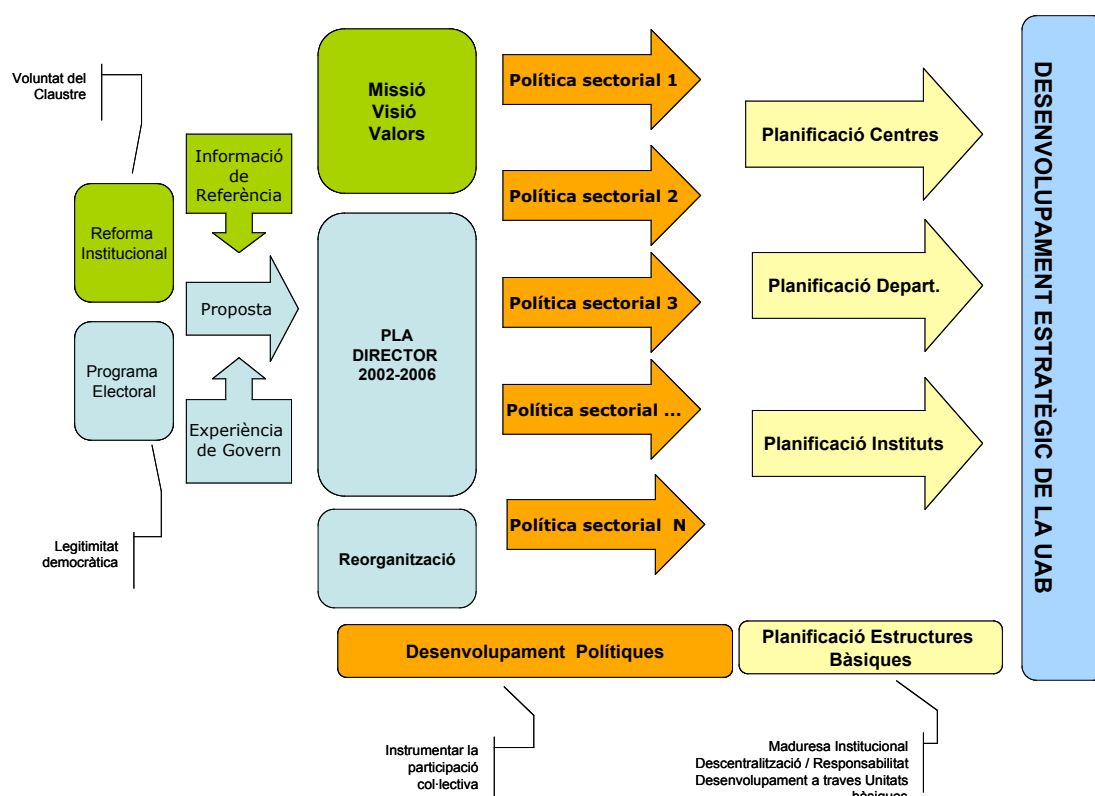 Voluntat del
Claustre
Reforma
Institucional
Programa
Electoral
Legitimitat
democràtica
Informació
de
Referència
Proposta
Experiència
de Govern
Missió
Visió
Valors
PLA
DIRECTOR
2002-2006
Reorganització
Política sectorial 1
Política sectorial 2
Política sectorial 3
Política sectorial ...
Política sectorial N
Planificació Centres
Planificació Depart.
Planificació Instituts
DESENVOLUPAMENT ESTRATÈGIC DE LA UAB
Desenvolupament Polítiques
Planificació Estructures
Bàsiques
Instrumentar la
participació
col·lectiva
Maduresa Institucional
Descentralització / Responsabilitat
Desenvolupament a traves Unitats
bàsiques